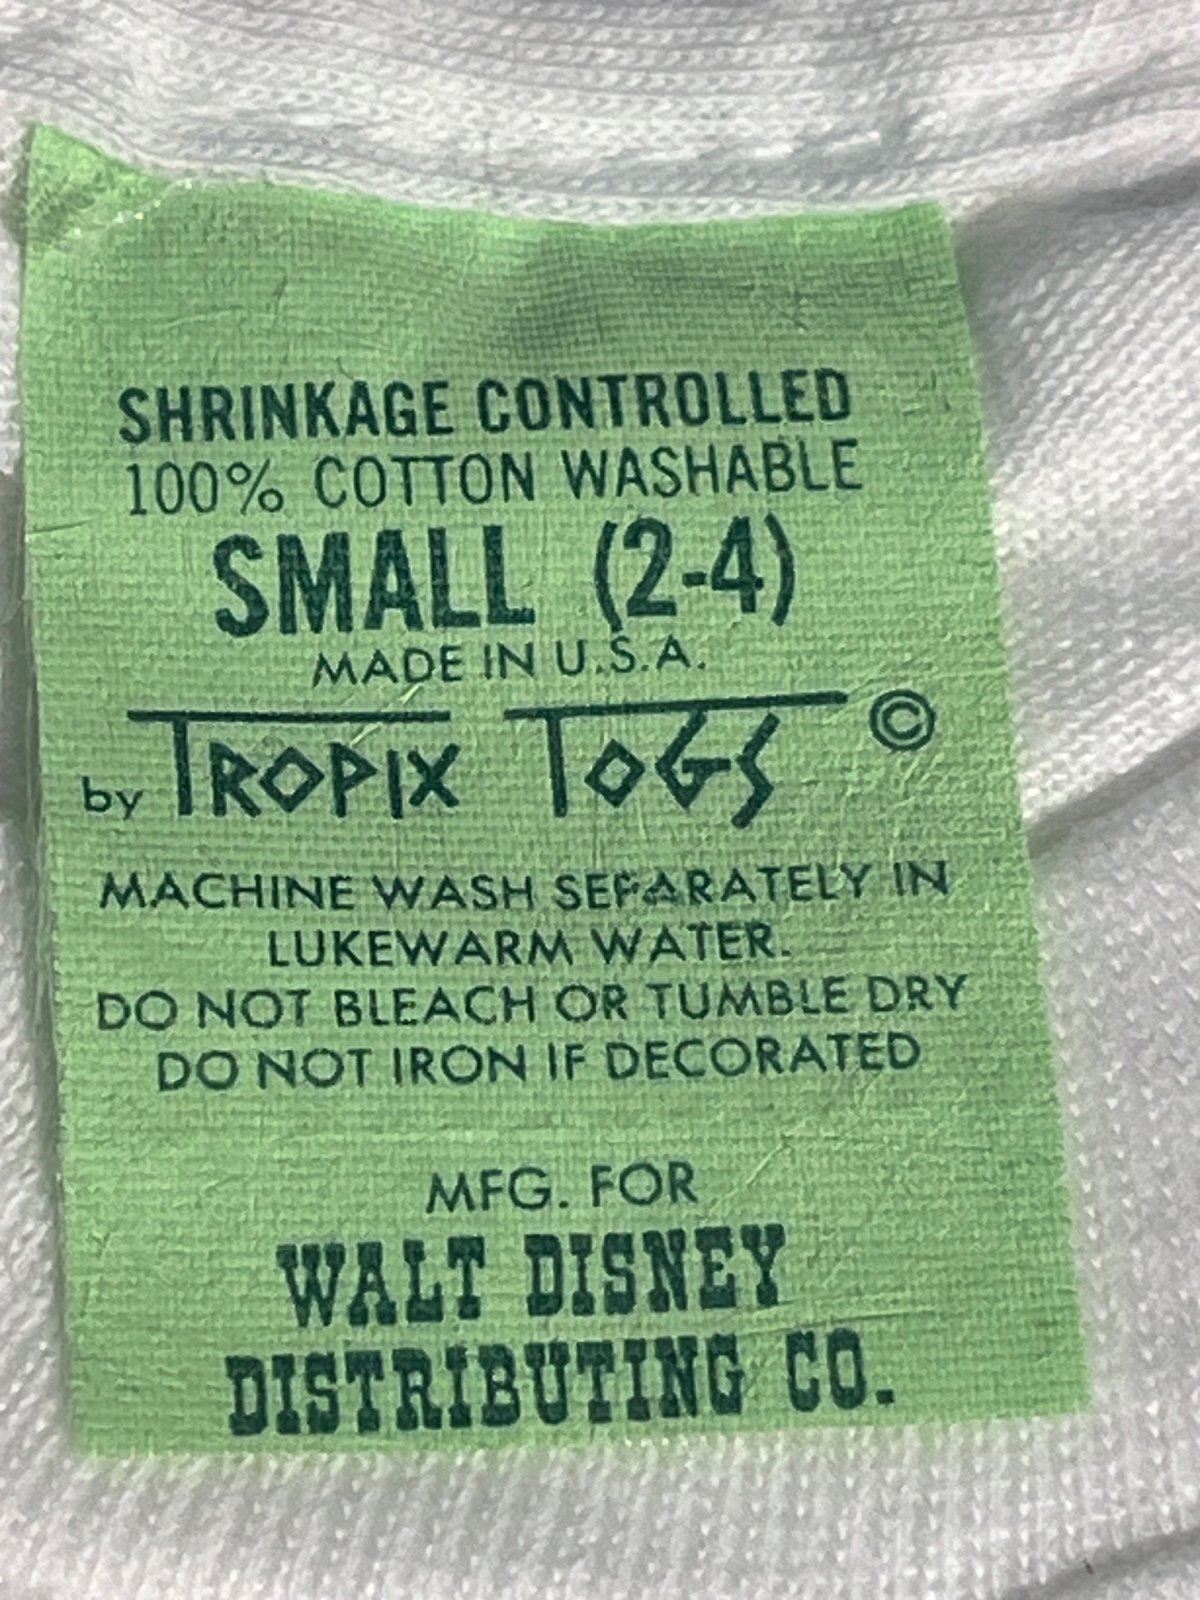 SHRINKAGE CONTROLLED
100% COTTON WASHABLE
SMALL (2-4)
MADE IN U.S.A.
by TROPIX TOGS ©
MACHINE WASH SEPARATELY IN
LUKEWARM WATER.
DO NOT BLEACH OR TUMBLE DRY
DO NOT IRON IF DECORATED
MFG. FOR
WALT DISNEY
DISTRIBUTING CO.